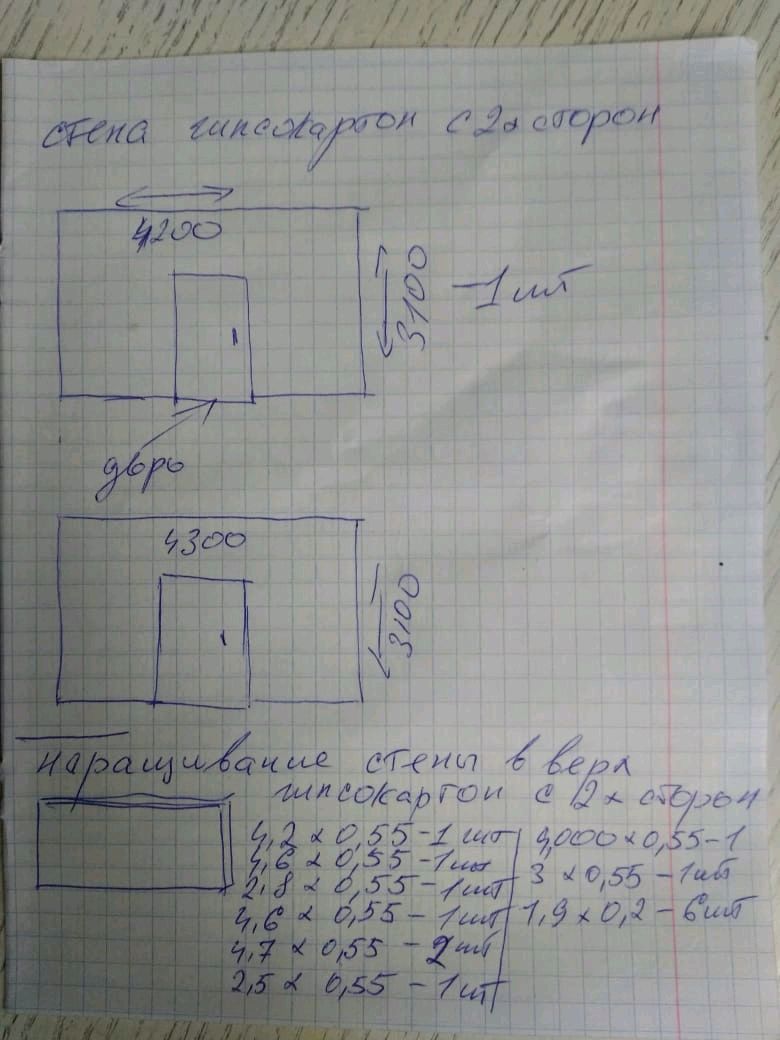 стена гипсокартон с 2х сторон
4200
3100
-1 шт
дверь
4300
3100
наращивание стены в верх
гипсокартон с 2х сторон
4,2 х 0,55 - 1 шт
4,6 х 0,55 - 1шт
2,8 х 0,55 - 1шт
4,6 х 0,55 - 1шт
4,7 х 0,55 - 2шт
2,5 х 0,55 - 1шт
4,000 х 0,55 - 1
3 х 0,55 - 1шт
1,9 х 0,2 - 6шт